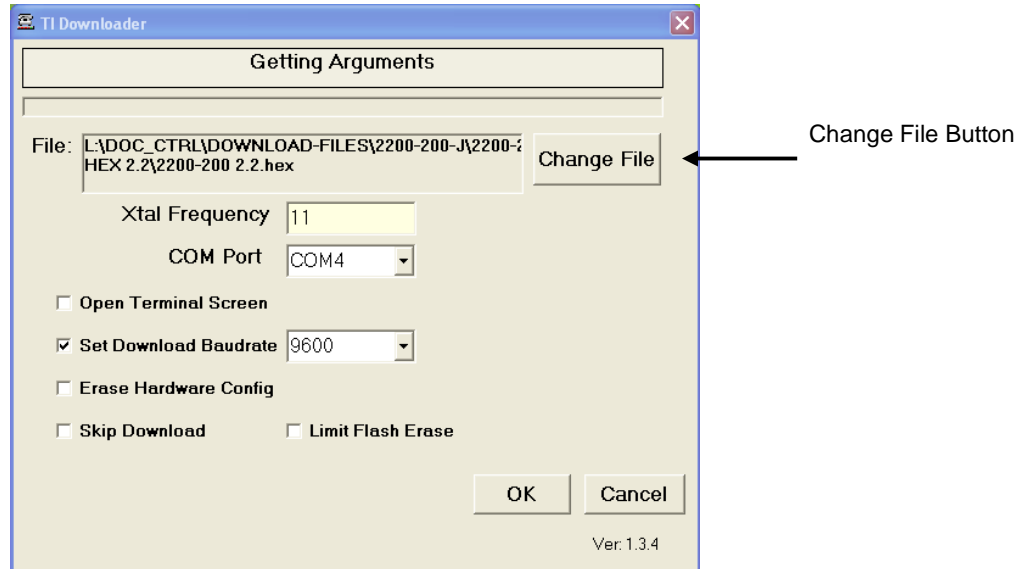 TI Downloader
Getting Arguments
File: L:\DOC_CTRL\DOWNLOAD-FILES\2200-200-J\2200-2
HEX 2.2\2200-200 2.2.hex
Change File
Change File Button
Xtal Frequency 11
COM Port COM4
Open Terminal Screen
Set Download Baudrate 9600
Erase Hardware Config
Skip Download Limit Flash Erase
OK Cancel
Ver: 1.3.4